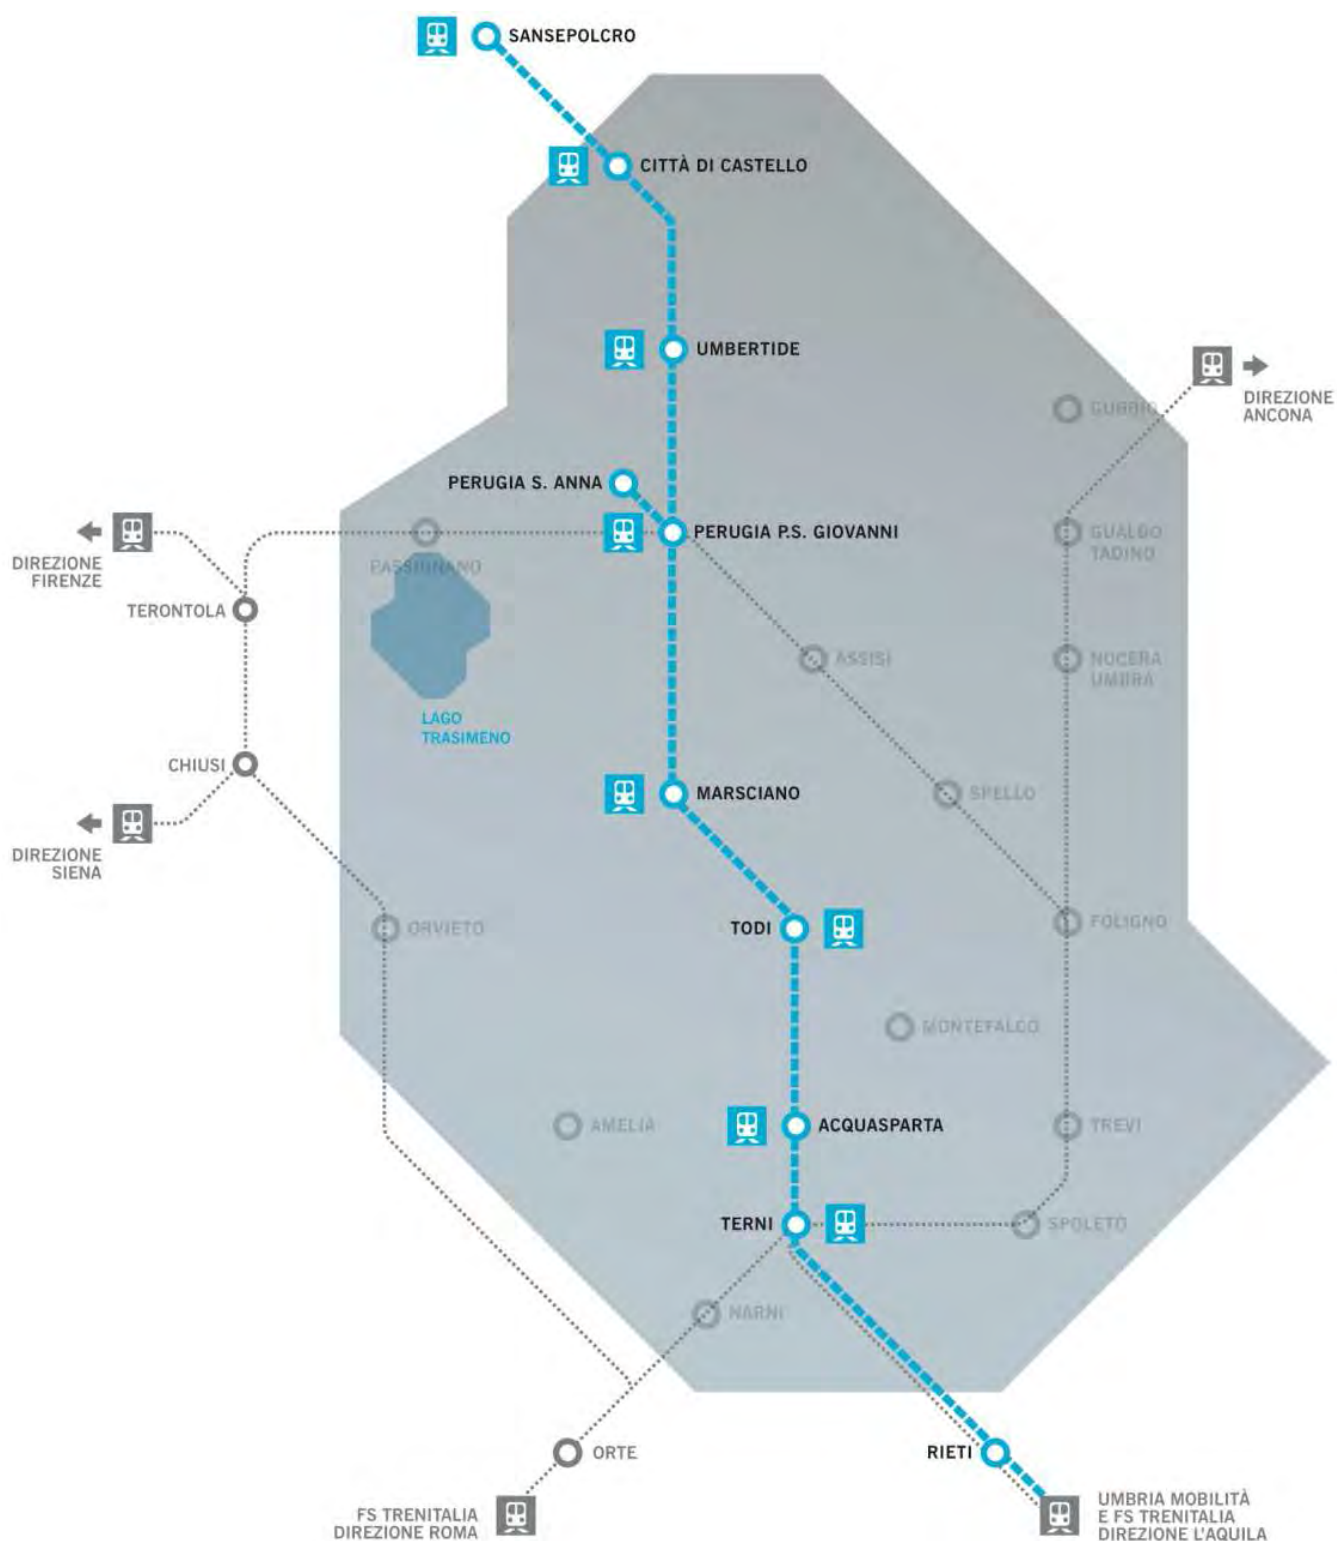 SANSEPOLCRO
CITTÀ DI CASTELLO
UMBERTIDE
DIREZIONE
ANCONA
GUBBIO
PERUGIA S. ANNA
PERUGIA P.S. GIOVANNI
GUALDO
TADINO
DIREZIONE
FIRENZE
PASSIGNANO
TERONTOLA
ASSISI
NOCERA
UMBRA
LAGO
TRASIMENO
CHIUSI
MARSCIANO
SPELLO
DIREZIONE
SIENA
ORVIETO
TODI
FOLIGNO
MONTEFALCO
AMELIA
ACQUASPARTA
TREVI
TERNI
SPOLETO
NARNI
ORTE
RIETI
FS TRENITALIA
DIREZIONE ROMA
UMBRIA MOBILITÀ
E FS TRENITALIA
DIREZIONE L'AQUILA